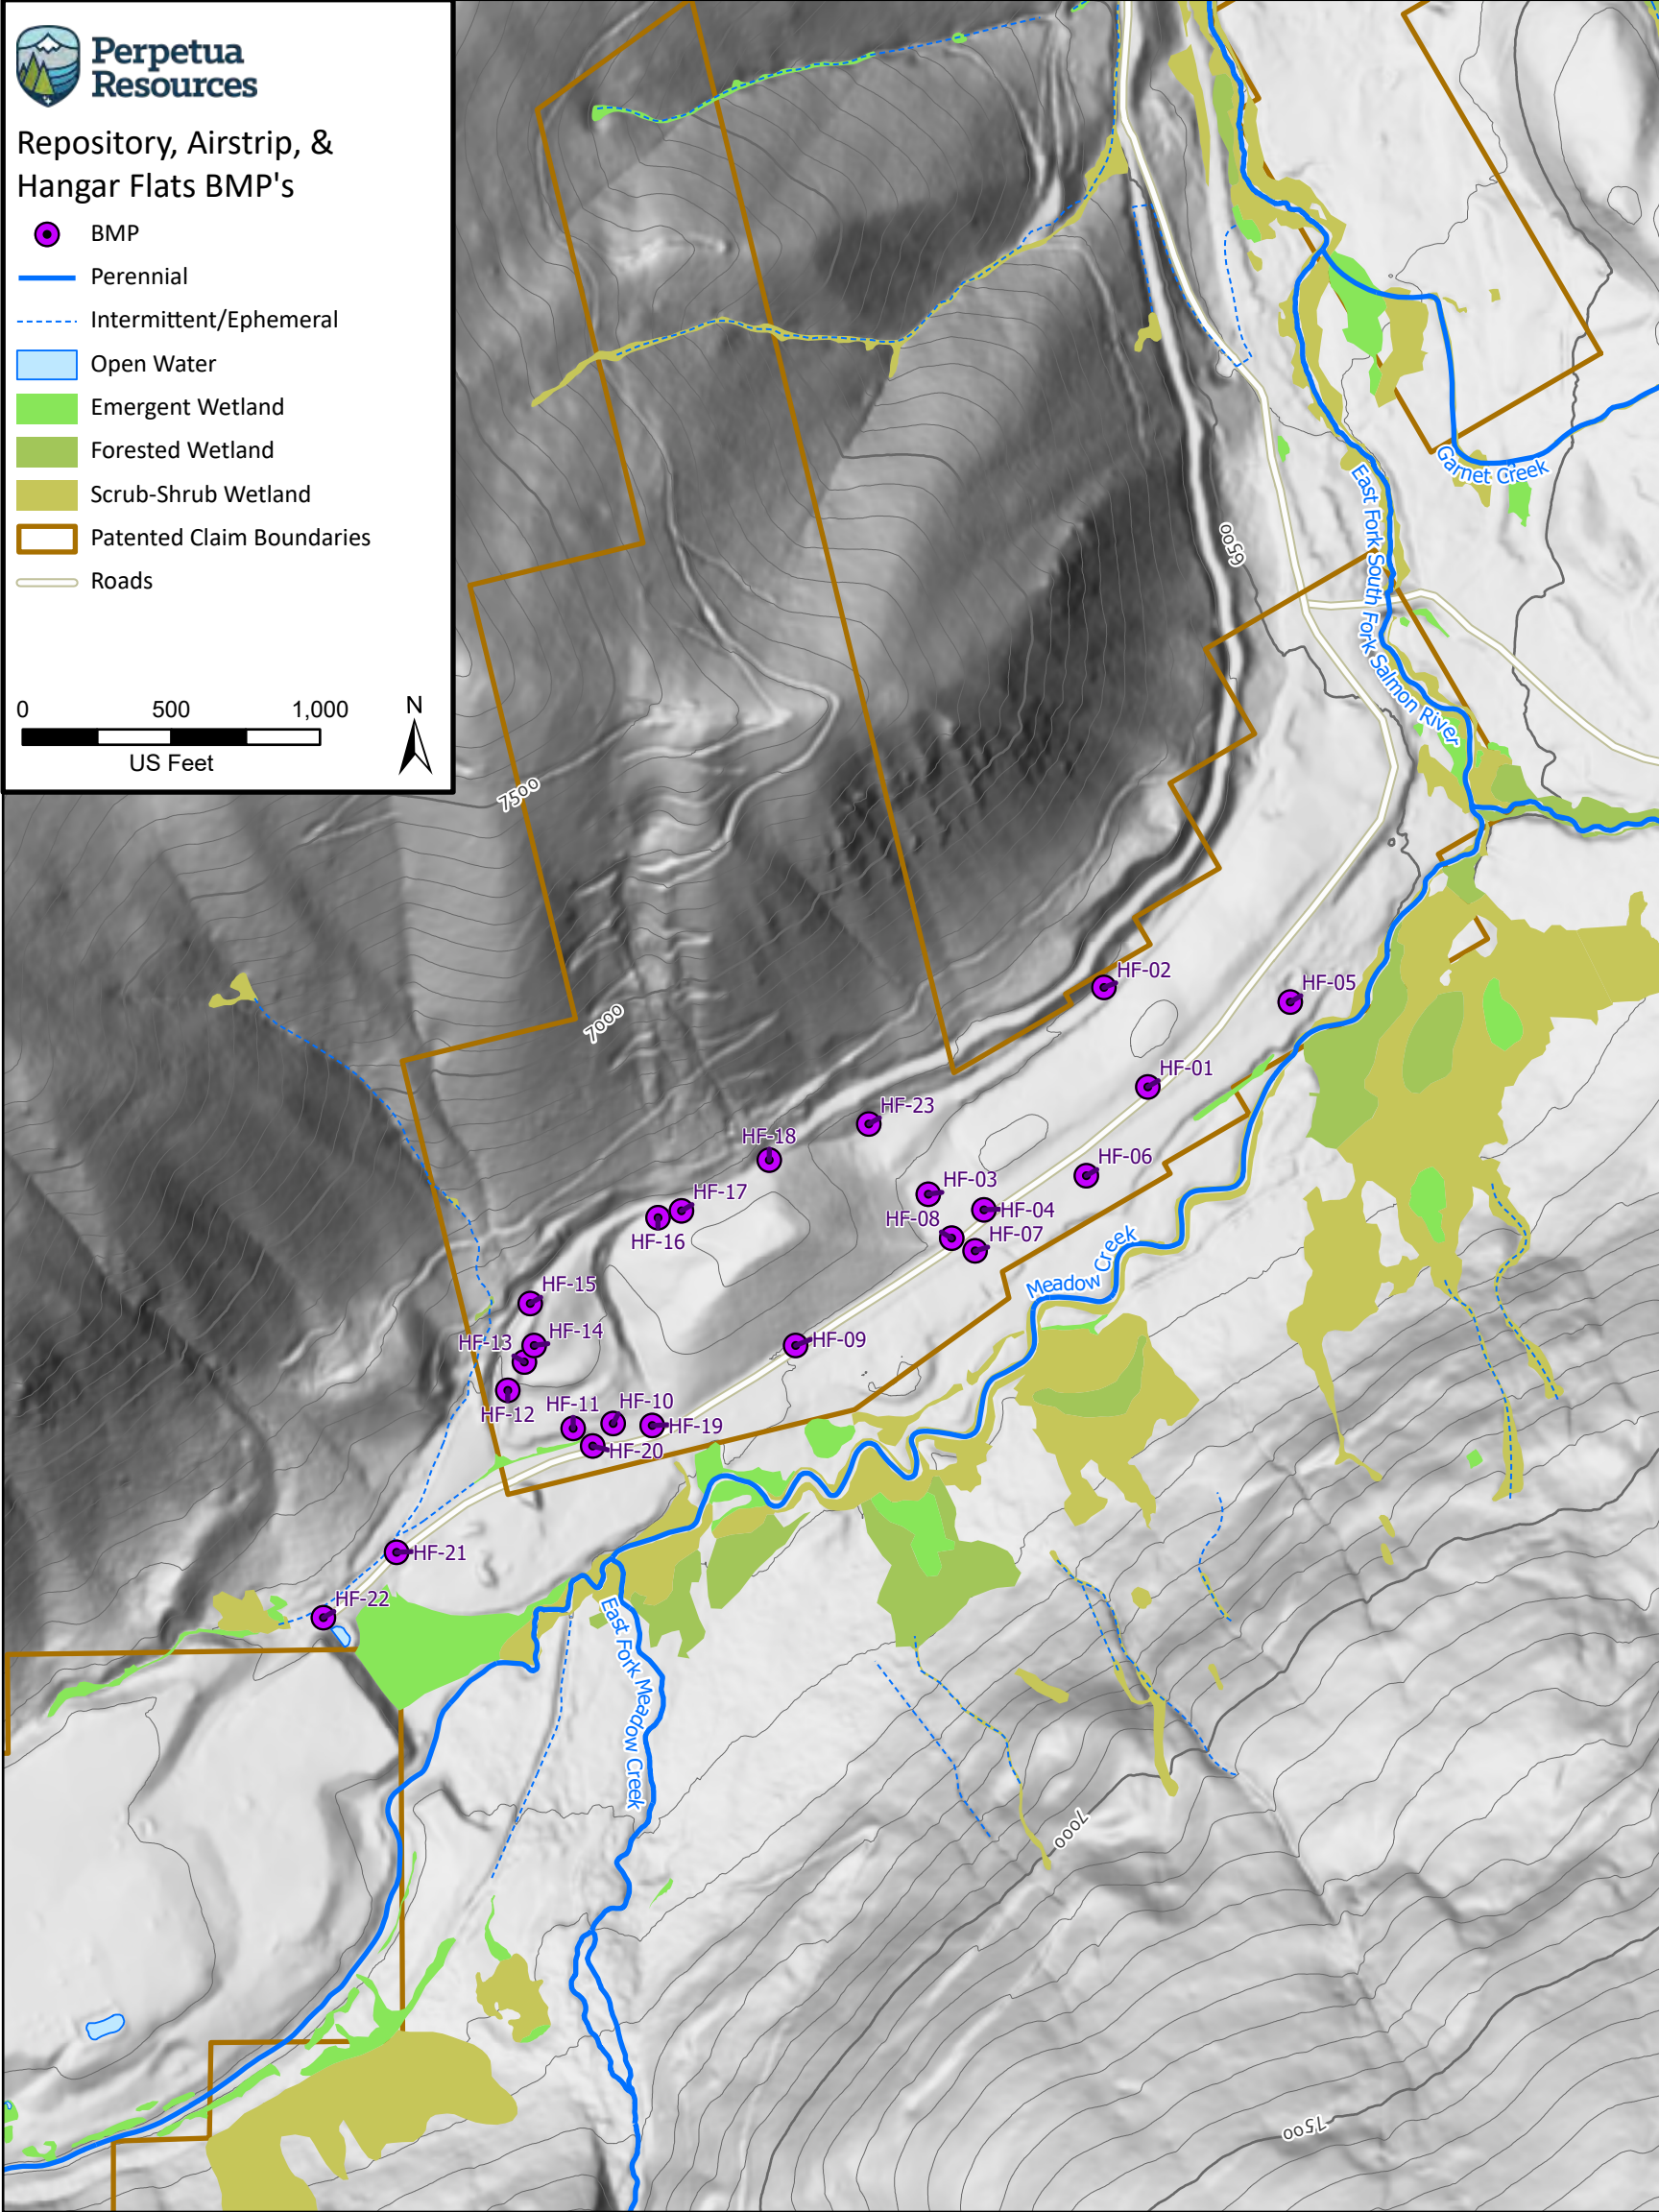 Perpetua
Resources
Repository, Airstrip, &
Hangar Flats BMP's
BMP
Perennial
Intermittent/Ephemeral
Open Water
Emergent Wetland
Forested Wetland
Scrub-Shrub Wetland
Patented Claim Boundaries
Roads
0 500 1,000
US Feet
N
Garnet Creek
East Fork South Fork Salmon River
6500
7500
7000
HF-02
HF-05
HF-01
HF-23
HF-18
HF-06
HF-03
HF-17
HF-04
HF-08
HF-07
HF-16
Meadow Creek
HF-15
HF-14
HF-13
HF-09
HF-12
HF-11
HF-10
HF-19
HF-20
HF-21
HF-22
East Fork Meadow Creek
7000
7500